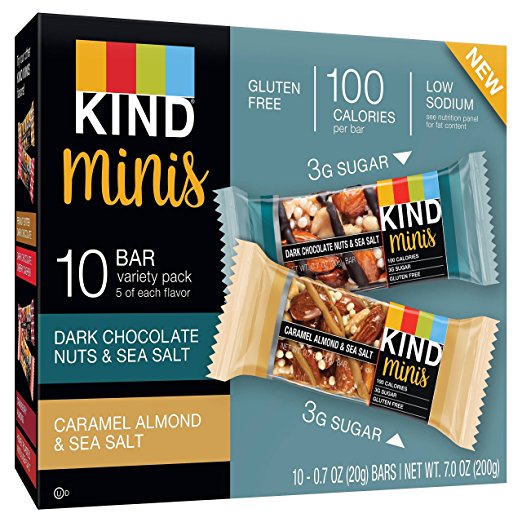 KIND
minis
10 BAR
variety pack
5 of each flavor
DARK CHOCOLATE
NUTS & SEA SALT
CARAMEL ALMOND
& SEA SALT
GLUTEN
FREE
100
CALORIES
per bar
LOW
SODIUM
see nutrition panel
for fat content
NEW
3G SUGAR
DARK CHOCOLATE NUTS & SEA SALT
KIND
minis
100 CALORIES
3G SUGAR
GLUTEN FREE
CARAMEL ALMOND & SEA SALT
KIND
minis
100 CALORIES
3G SUGAR
GLUTEN FREE
3G SUGAR
10 - 0.7 OZ (20g) BARS | NET WT. 7.0 OZ (200g)